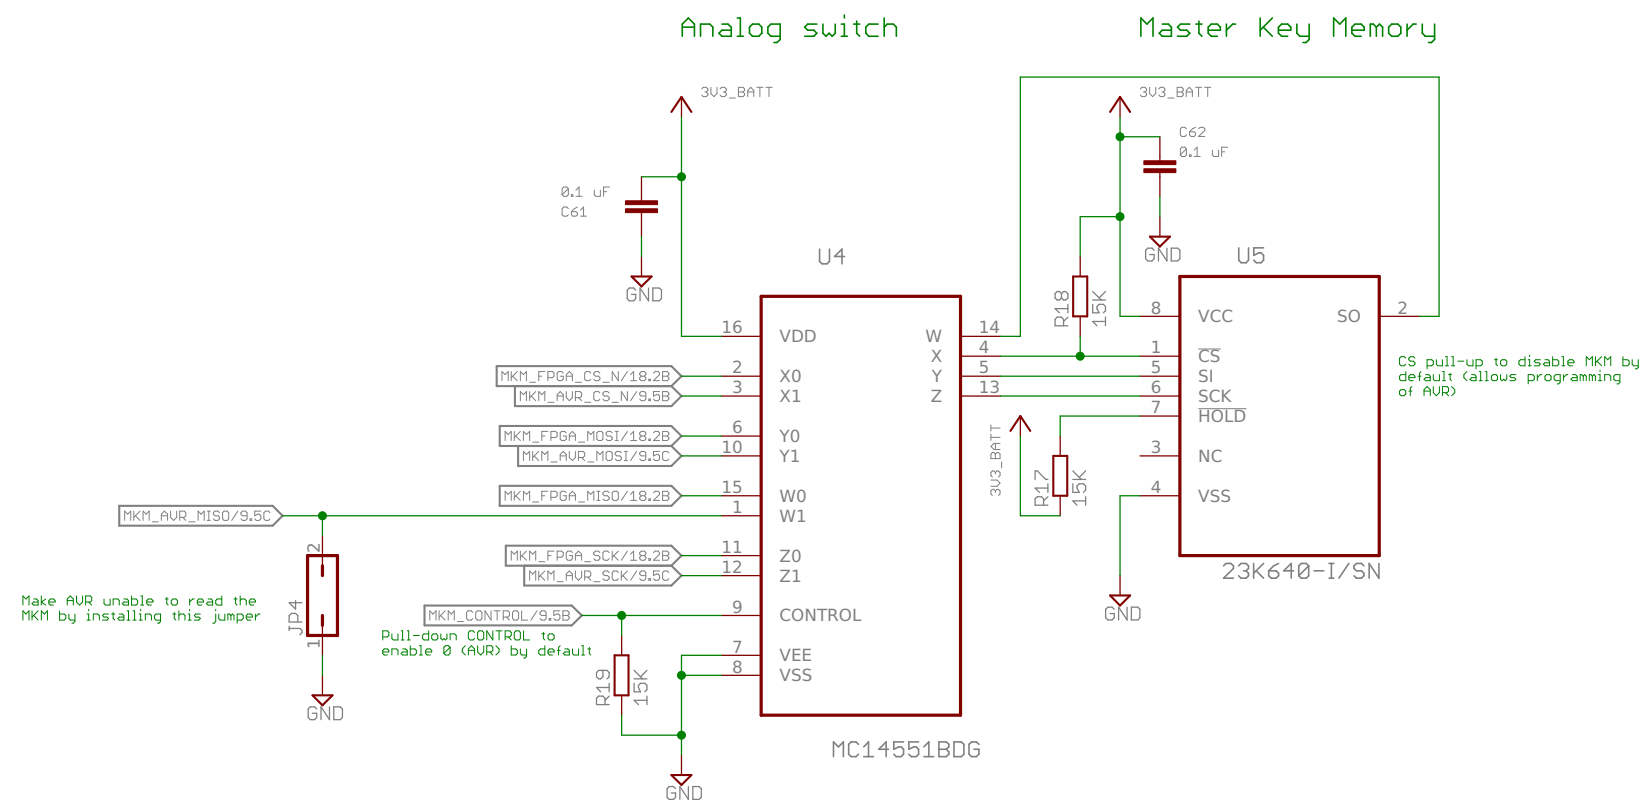 Analog switch
Master Key Memory
3V3_BATT
3V3_BATT
C62
0.1 uF
0.1 uF
C61
GND
GND
U4
U5
R18
15K
16 VDD
W 14
8 VCC
SO 2
X 4
1 CS
MKM_FPGA_CS_N/18.2B 2 X0
Y 5
5 SI
MKM_AVR_CS_N/9.5B 3 X1
Z 13
6 SCK
7 HOLD
CS pull-up to disable MKM by
default (allows programming
of AVR)
MKM_FPGA_MOSI/18.2B 6 Y0
MKM_AVR_MOSI/9.5C 10 Y1
3V3_BATT
R17
15K
3 NC
MKM_FPGA_MISO/18.2B 15 W0
4 VSS
MKM_AVR_MISO/9.5C 1 W1
MKM_FPGA_SCK/18.2B 11 Z0
MKM_AVR_SCK/9.5C 12 Z1
23K640-I/SN
GND
2
JP4
1
Make AVR unable to read the
MKM by installing this jumper
GND
MKM_CONTROL/9.5B 9 CONTROL
Pull-down CONTROL to
enable 0 (AVR) by default
7 VEE
8 VSS
R19
15K
MC14551BDG
GND